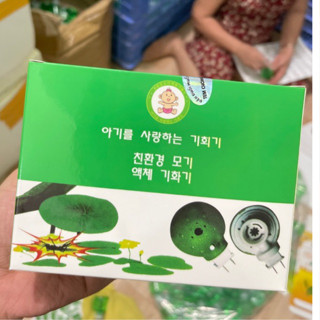 아기를 사랑하는 기회기
친환경 모기
액체 기화기